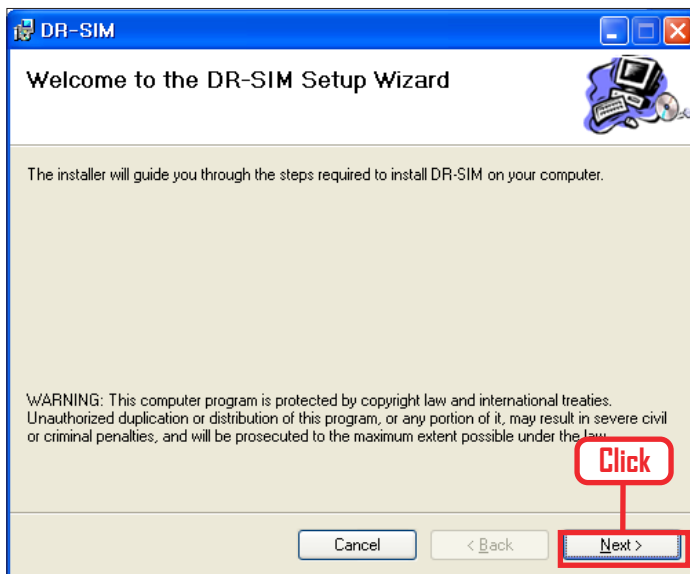 DR-SIM
Welcome to the DR-SIM Setup Wizard
The installer will guide you through the steps required to install DR-SIM on your computer.
WARNING: This computer program is protected by copyright law and international treaties.
Unauthorized duplication or distribution of this program, or any portion of it, may result in severe civil
or criminal penalties, and will be prosecuted to the maximum extent possible under the law.
Click
Cancel
< Back
Next >